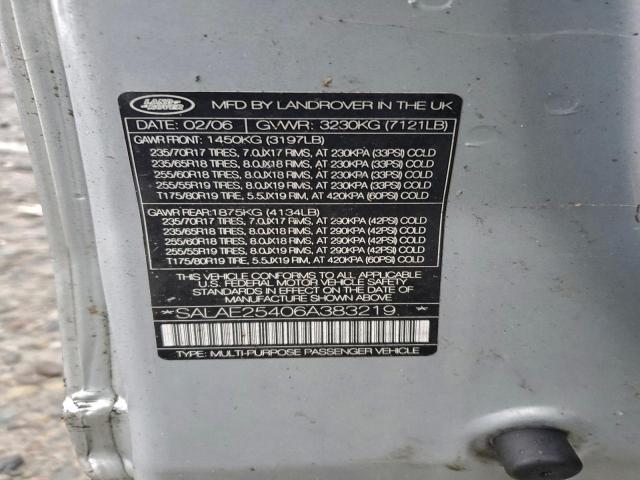 LAND ROVER
MFD BY LANDROVER IN THE UK
DATE: 02/06 GVWR: 3230KG (7121LB)
GAWR FRONT: 1450KG (3197LB)
235/70R17 TIRES, 7.0JX17 RIMS, AT 230KPA (33PSI) COLD
235/65R18 TIRES, 8.0JX18 RIMS, AT 230KPA (33PSI) COLD
255/60R18 TIRES, 8.0JX18 RIMS, AT 230KPA (33PSI) COLD
255/55R19 TIRES, 8.0JX19 RIMS, AT 230KPA (33PSI) COLD
T175/80R19 TIRE, 5.5JX19 RIM, AT 420KPA (60PSI) COLD
GAWR REAR: 1875KG (4134LB)
235/70R17 TIRES, 7.0JX17 RIMS, AT 290KPA (42PSI) COLD
235/65R18 TIRES, 8.0JX18 RIMS, AT 290KPA (42PSI) COLD
255/60R18 TIRES, 8.0JX18 RIMS, AT 290KPA (42PSI) COLD
255/55R19 TIRES, 8.0JX19 RIMS, AT 290KPA (42PSI) COLD
T175/80R19 TIRE, 5.5JX19 RIM, AT 420KPA (60PSI) COLD
THIS VEHICLE CONFORMS TO ALL APPLICABLE
U.S. FEDERAL MOTOR VEHICLE SAFETY
STANDARDS IN EFFECT ON THE DATE OF
MANUFACTURE SHOWN ABOVE.
*SALAE25406A383219*
TYPE: MULTI-PURPOSE PASSENGER VEHICLE